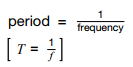 period = 1/frequency
[ T = 1/f ]